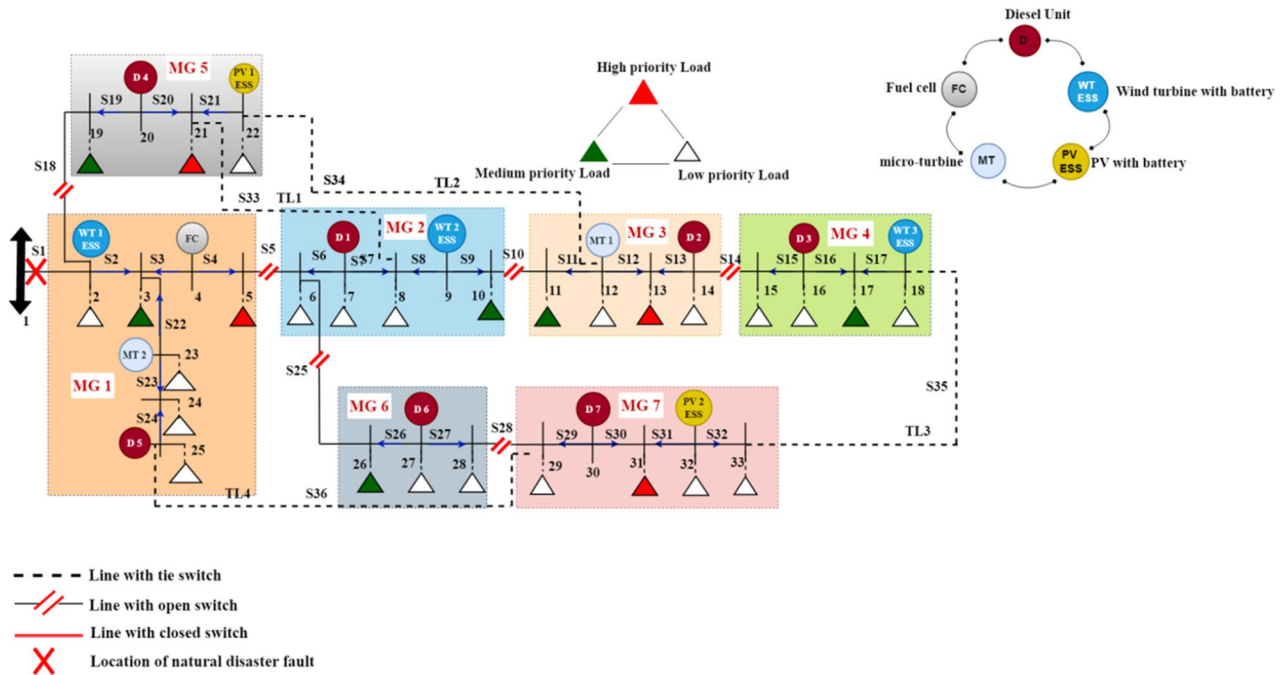 Diesel Unit
D
Fuel cell
FC
WT
ESS
Wind turbine with battery
micro-turbine
MT
PV
ESS
PV with battery
High priority Load
Medium priority Load
Low priority Load
MG 5
D 4
PV 1
ESS
S19
S20
S21
19
20
21
22
S18
S34
TL2
S33
TL1
S1
1
WT 1
ESS
FC
S2
S3
S4
S5
2
3
4
5
S22
MT 2
23
MG 1
S23
24
S24
D 5
25
MG 2
D 1
WT 2
ESS
S6
S7
S7
S8
S9
S10
6
7
8
9
10
S25
MG 3
MT 1
D 2
S11
S12
S13
S14
11
12
13
14
MG 4
D 3
WT 3
ESS
S15
S16
S17
15
16
17
18
S35
TL3
MG 6
D 6
S26
S27
S28
26
27
28
MG 7
D 7
PV 2
ESS
S29
S30
S31
S32
29
30
31
32
33
TL4
S36
Line with tie switch
Line with open switch
Line with closed switch
Location of natural disaster fault